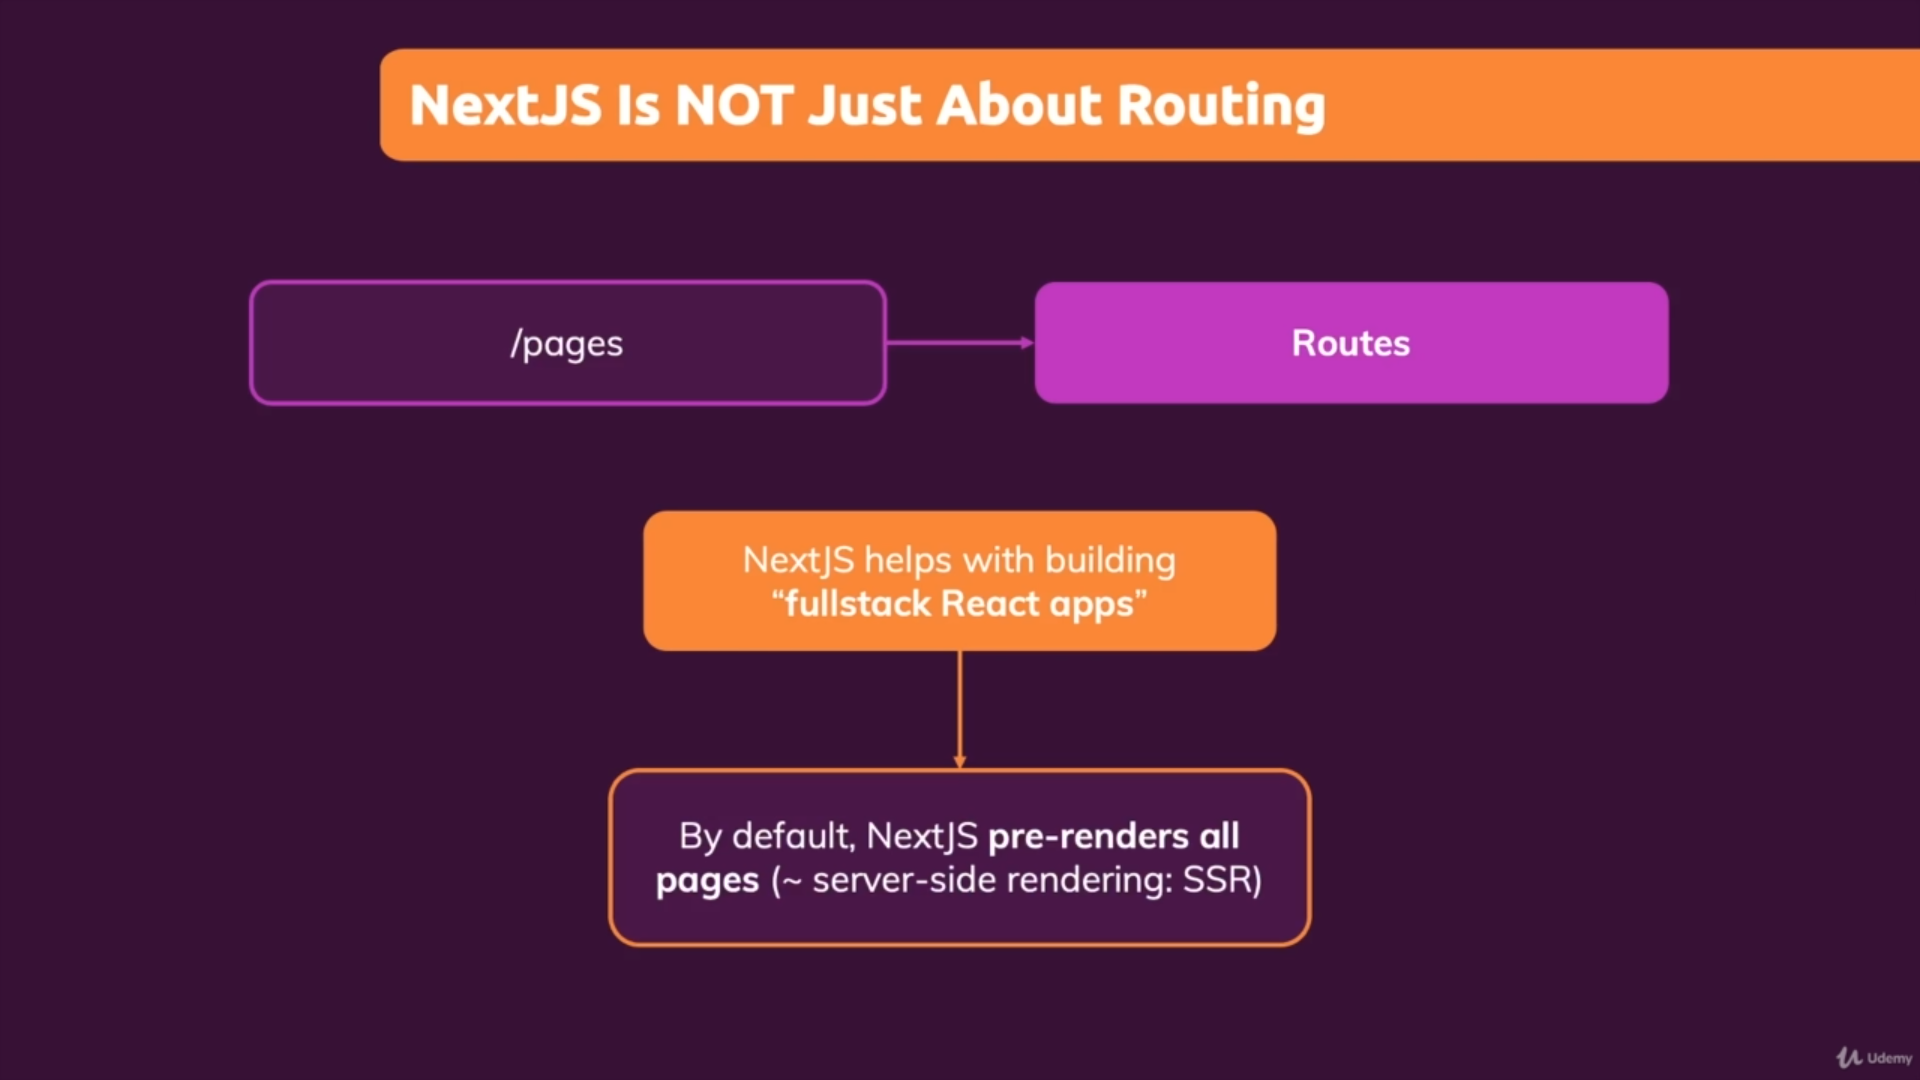 NextJS Is NOT Just About Routing
/pages
Routes
NextJS helps with building
“fullstack React apps”
By default, NextJS pre-renders all
pages (~ server-side rendering: SSR)
Udemy